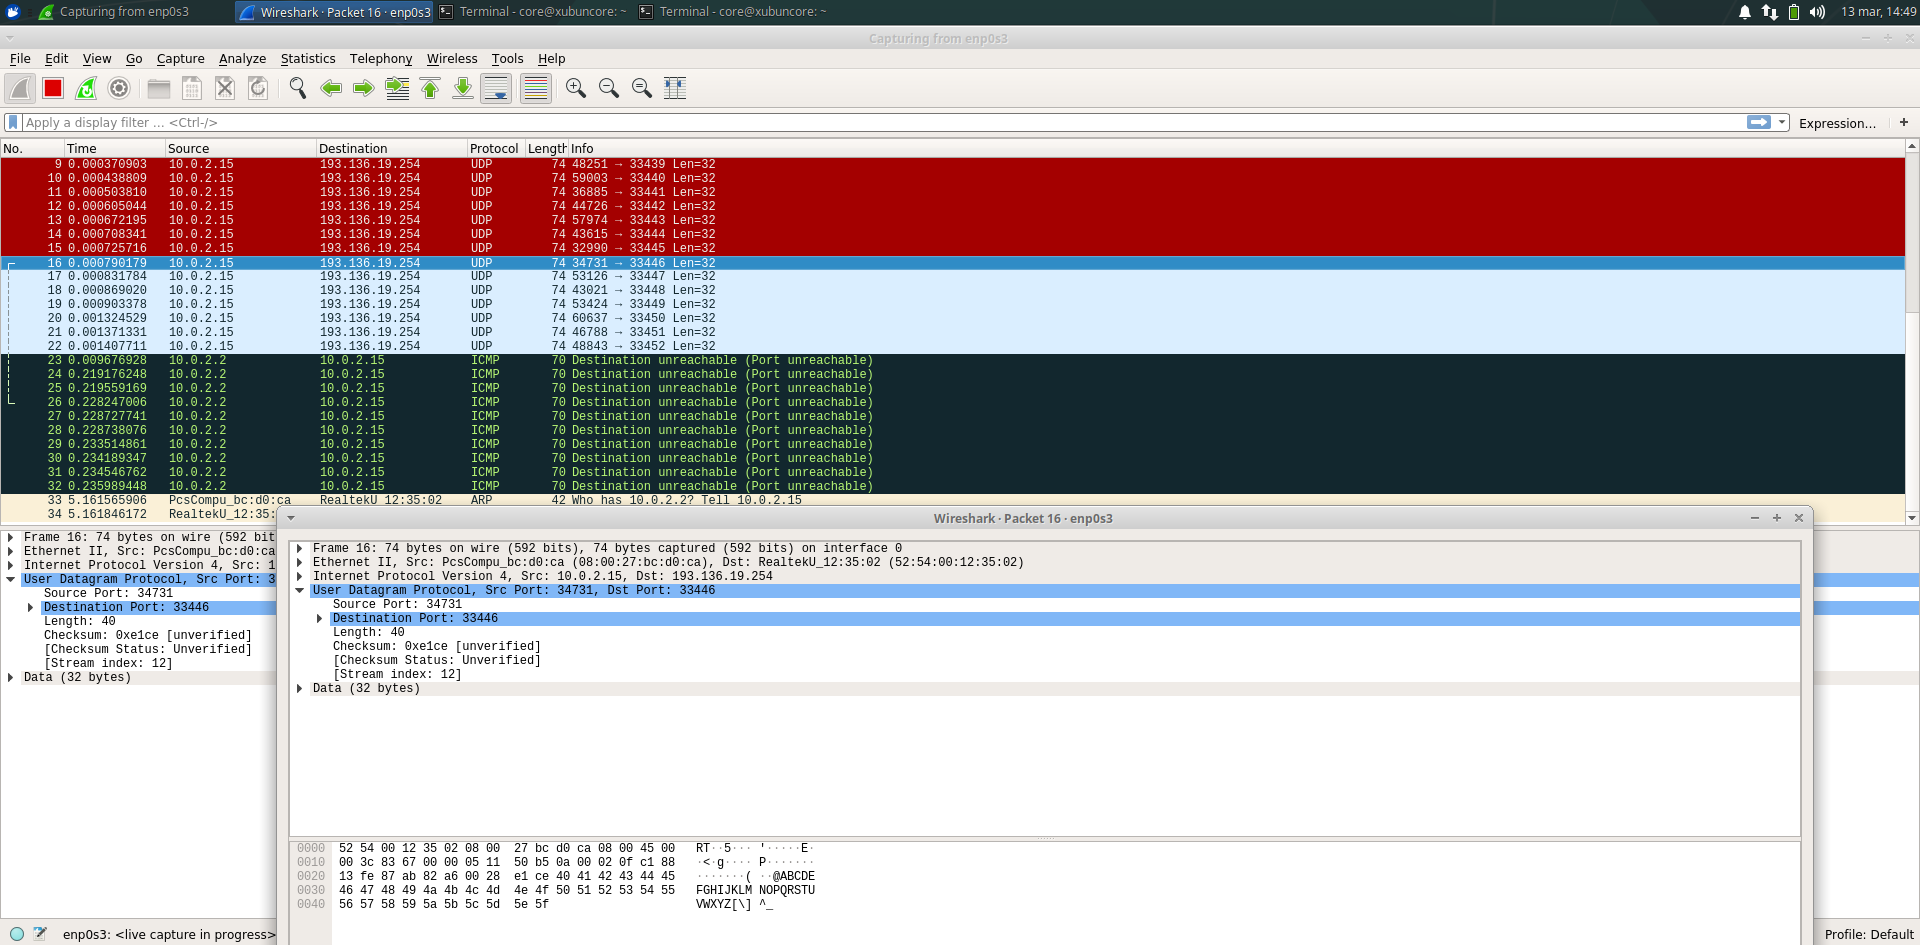 Capturing from enp0s3 Wireshark · Packet 16 · enp0s3 Terminal - core@xubuncore: ~ Terminal - core@xubuncore: ~ 13 mar, 14:49
Capturing from enp0s3
File Edit View Go Capture Analyze Statistics Telephony Wireless Tools Help
Apply a display filter ... <Ctrl-/> Expression... +
No. Time Source Destination Protocol Length Info
9 0.000370903 10.0.2.15 193.136.19.254 UDP 74 48251 → 33439 Len=32
10 0.000438809 10.0.2.15 193.136.19.254 UDP 74 59003 → 33440 Len=32
11 0.000503810 10.0.2.15 193.136.19.254 UDP 74 36885 → 33441 Len=32
12 0.000605044 10.0.2.15 193.136.19.254 UDP 74 44726 → 33442 Len=32
13 0.000672195 10.0.2.15 193.136.19.254 UDP 74 57974 → 33443 Len=32
14 0.000708341 10.0.2.15 193.136.19.254 UDP 74 43615 → 33444 Len=32
15 0.000725716 10.0.2.15 193.136.19.254 UDP 74 32990 → 33445 Len=32
16 0.000790179 10.0.2.15 193.136.19.254 UDP 74 34731 → 33446 Len=32
17 0.000831784 10.0.2.15 193.136.19.254 UDP 74 53126 → 33447 Len=32
18 0.000869020 10.0.2.15 193.136.19.254 UDP 74 43021 → 33448 Len=32
19 0.000903378 10.0.2.15 193.136.19.254 UDP 74 53424 → 33449 Len=32
20 0.001324529 10.0.2.15 193.136.19.254 UDP 74 60637 → 33450 Len=32
21 0.001371331 10.0.2.15 193.136.19.254 UDP 74 46788 → 33451 Len=32
22 0.001407711 10.0.2.15 193.136.19.254 UDP 74 48843 → 33452 Len=32
23 0.009676928 10.0.2.2 10.0.2.15 ICMP 70 Destination unreachable (Port unreachable)
24 0.219176248 10.0.2.2 10.0.2.15 ICMP 70 Destination unreachable (Port unreachable)
25 0.219559169 10.0.2.2 10.0.2.15 ICMP 70 Destination unreachable (Port unreachable)
26 0.228247006 10.0.2.2 10.0.2.15 ICMP 70 Destination unreachable (Port unreachable)
27 0.228727741 10.0.2.2 10.0.2.15 ICMP 70 Destination unreachable (Port unreachable)
28 0.228738076 10.0.2.2 10.0.2.15 ICMP 70 Destination unreachable (Port unreachable)
29 0.233514861 10.0.2.2 10.0.2.15 ICMP 70 Destination unreachable (Port unreachable)
30 0.234189347 10.0.2.2 10.0.2.15 ICMP 70 Destination unreachable (Port unreachable)
31 0.234546762 10.0.2.2 10.0.2.15 ICMP 70 Destination unreachable (Port unreachable)
32 0.235989448 10.0.2.2 10.0.2.15 ICMP 70 Destination unreachable (Port unreachable)
33 5.161565906 PcsCompu_bc:d0:ca RealtekU_12:35:02 ARP 42 Who has 10.0.2.2? Tell 10.0.2.15
34 5.161846172 RealtekU_12:35:
Frame 16: 74 bytes on wire (592 bit
Ethernet II, Src: PcsCompu_bc:d0:ca
Internet Protocol Version 4, Src: 1
User Datagram Protocol, Src Port: 3
Source Port: 34731
Destination Port: 33446
Length: 40
Checksum: 0xe1ce [unverified]
[Checksum Status: Unverified]
[Stream index: 12]
Data (32 bytes)
Wireshark · Packet 16 · enp0s3
Frame 16: 74 bytes on wire (592 bits), 74 bytes captured (592 bits) on interface 0
Ethernet II, Src: PcsCompu_bc:d0:ca (08:00:27:bc:d0:ca), Dst: RealtekU_12:35:02 (52:54:00:12:35:02)
Internet Protocol Version 4, Src: 10.0.2.15, Dst: 193.136.19.254
User Datagram Protocol, Src Port: 34731, Dst Port: 33446
Source Port: 34731
Destination Port: 33446
Length: 40
Checksum: 0xe1ce [unverified]
[Checksum Status: Unverified]
[Stream index: 12]
Data (32 bytes)
0000 52 54 00 12 35 02 08 00 27 bc d0 ca 08 00 45 00 RT··5··· '·····E·
0010 00 3c 83 67 00 00 05 11 50 b5 0a 00 02 0f c1 88 ·<·g···· P·······
0020 13 fe 87 ab 82 a6 00 28 e1 ce 40 41 42 43 44 45 ·······( ··@ABCDE
0030 46 47 48 49 4a 4b 4c 4d 4e 4f 50 51 52 53 54 55 FGHIJKLM NOPQRSTU
0040 56 57 58 59 5a 5b 5c 5d 5e 5f VWXYZ[\] ^_
enp0s3: <live capture in progress> Profile: Default